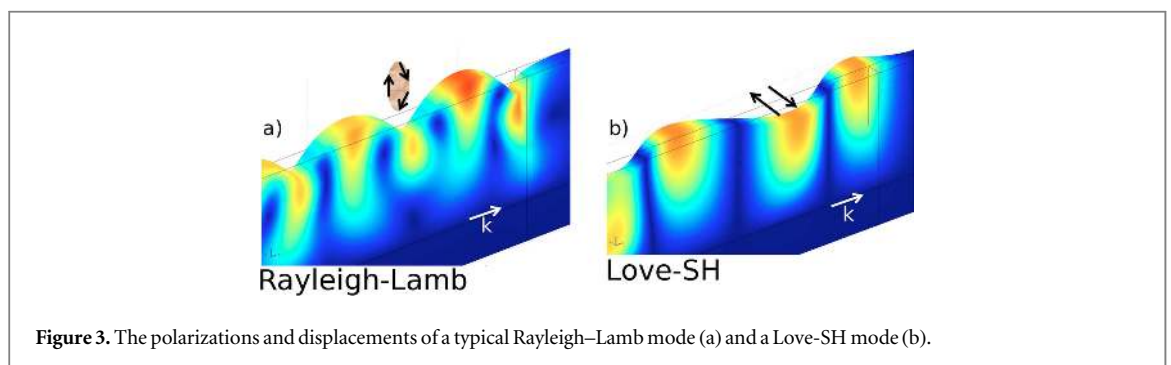 a)
k
Rayleigh-Lamb
b)
k
Love-SH
Figure 3. The polarizations and displacements of a typical Rayleigh–Lamb mode (a) and a Love-SH mode (b).